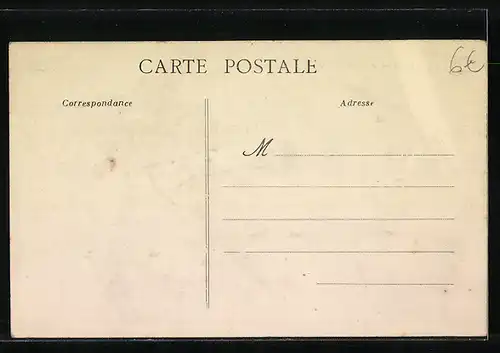 CARTE POSTALE
6€
Correspondance
Adresse
M